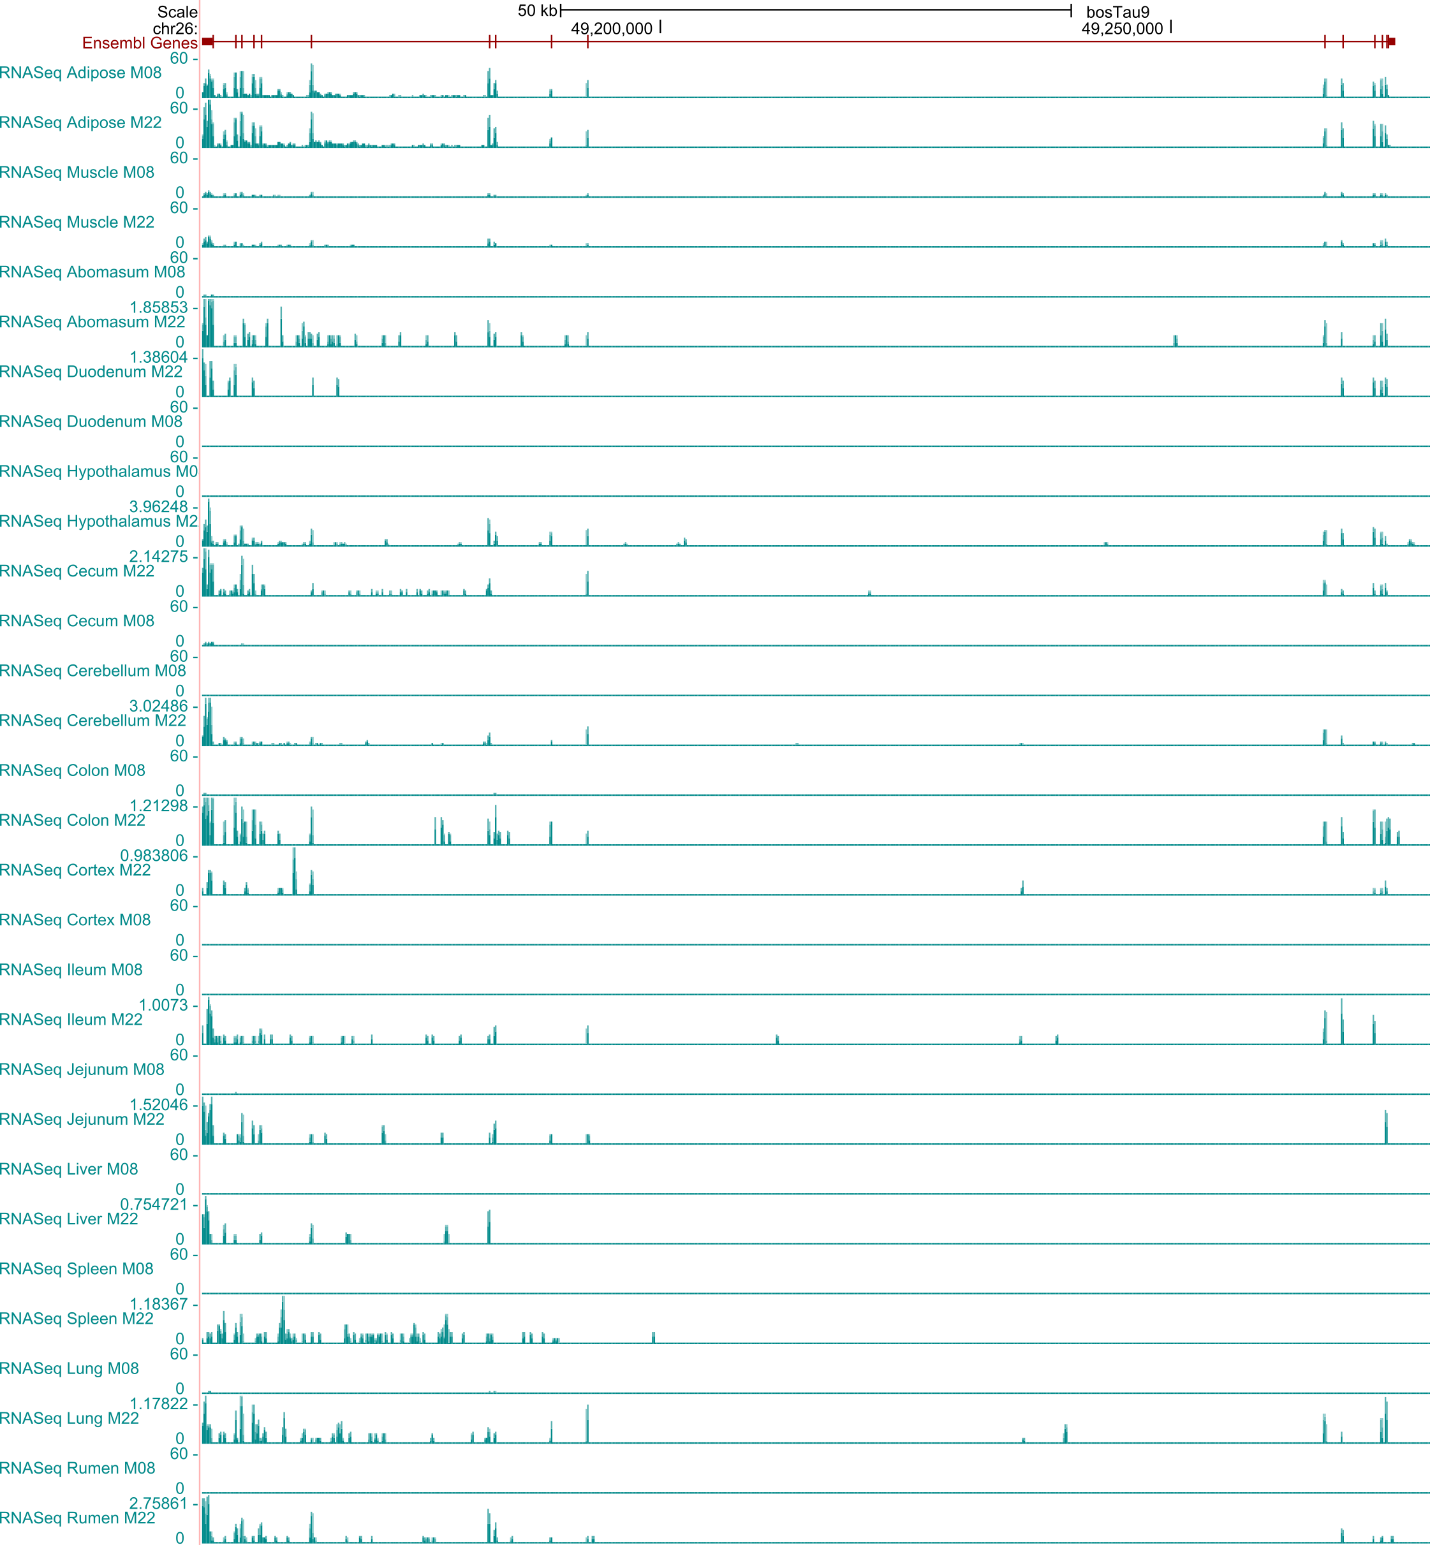 Scale 50 kb bosTau9
chr26: 49,200,000 49,250,000
Ensembl Genes
60 -
RNASeq Adipose M08
0
60 -
RNASeq Adipose M22
0
60 -
RNASeq Muscle M08
0
60 -
RNASeq Muscle M22
0
60 -
RNASeq Abomasum M08
0
1.85853 -
RNASeq Abomasum M22
0
1.38604 -
RNASeq Duodenum M22
0
60 -
RNASeq Duodenum M08
0
60 -
RNASeq Hypothalamus M0
0
3.96248 -
RNASeq Hypothalamus M2
0
2.14275 -
RNASeq Cecum M22
0
60 -
RNASeq Cecum M08
0
60 -
RNASeq Cerebellum M08
0
3.02486 -
RNASeq Cerebellum M22
0
60 -
RNASeq Colon M08
0
1.21298 -
RNASeq Colon M22
0
0.983806 -
RNASeq Cortex M22
0
60 -
RNASeq Cortex M08
0
60 -
RNASeq Ileum M08
0
1.0073 -
RNASeq Ileum M22
0
60 -
RNASeq Jejunum M08
0
1.52046 -
RNASeq Jejunum M22
0
60 -
RNASeq Liver M08
0
0.754721 -
RNASeq Liver M22
0
60 -
RNASeq Spleen M08
0
1.18367 -
RNASeq Spleen M22
0
60 -
RNASeq Lung M08
0
1.17822 -
RNASeq Lung M22
0
60 -
RNASeq Rumen M08
0
2.75861 -
RNASeq Rumen M22
0